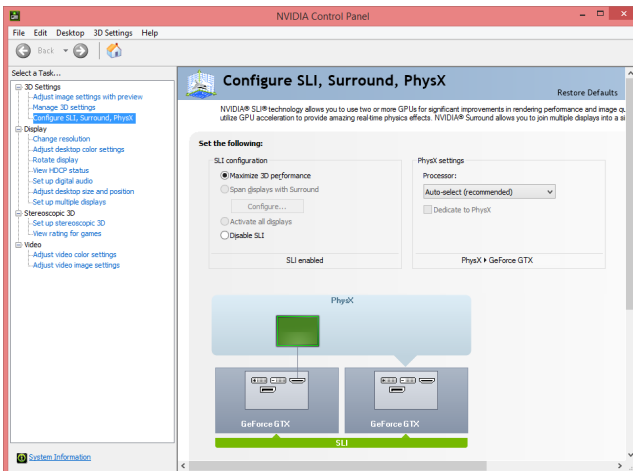 NVIDIA Control Panel
File Edit Desktop 3D Settings Help
Back
Select a Task...
3D Settings
Adjust image settings with preview
Manage 3D settings
Configure SLI, Surround, PhysX
Display
Change resolution
Adjust desktop color settings
Rotate display
View HDCP status
Set up digital audio
Adjust desktop size and position
Set up multiple displays
Stereoscopic 3D
Set up stereoscopic 3D
View rating for games
Video
Adjust video color settings
Adjust video image settings
System Information
Configure SLI, Surround, PhysX
Restore Defaults
NVIDIA® SLI® technology allows you to use two or more GPUs for significant improvements in rendering performance and image qu
utilize GPU acceleration to provide amazing real-time physics effects. NVIDIA® Surround allows you to join multiple displays into a si
Set the following:
SLI configuration
Maximize 3D performance
Span displays with Surround
Configure...
Activate all displays
Disable SLI
SLI enabled
PhysX settings
Processor:
Auto-select (recommended)
Dedicate to PhysX
PhysX > GeForce GTX
PhysX
GeForce GTX
GeForce GTX
SLI